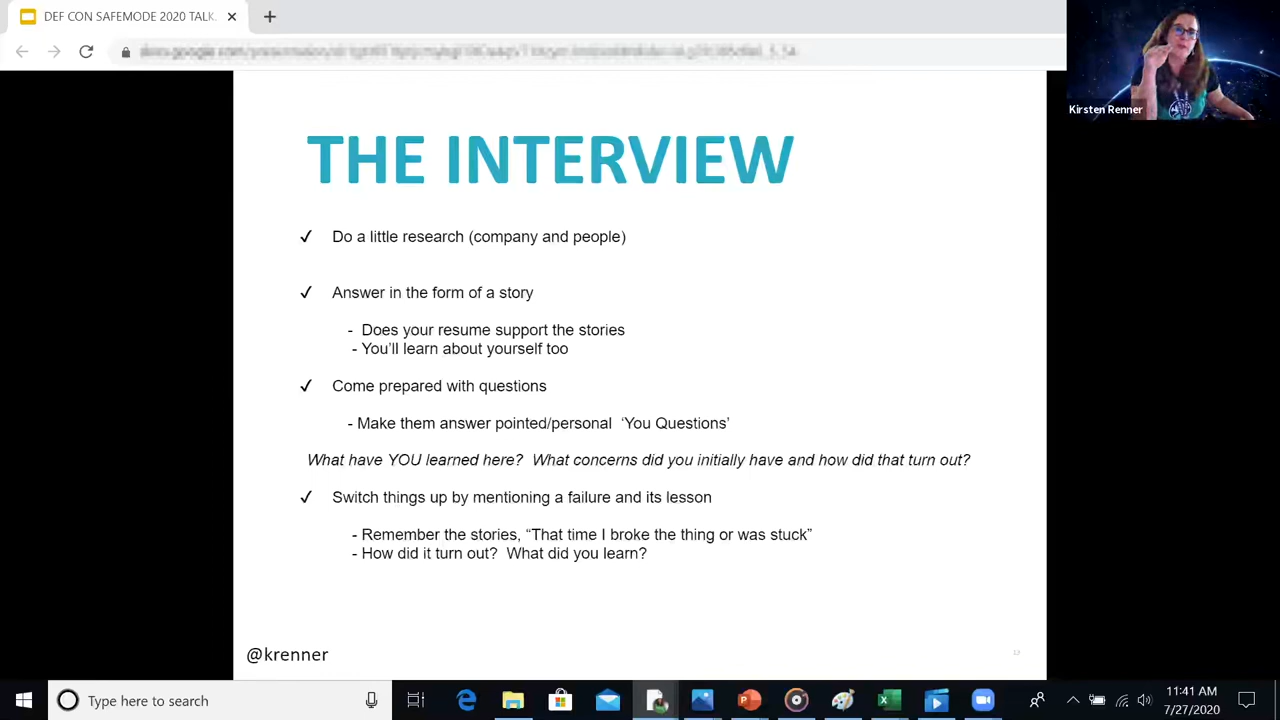 DEF CON SAFEMODE 2020 TALK
Kirsten Renner
THE INTERVIEW
✓ Do a little research (company and people)
✓ Answer in the form of a story
- Does your resume support the stories
- You'll learn about yourself too
✓ Come prepared with questions
- Make them answer pointed/personal 'You Questions'
What have YOU learned here? What concerns did you initially have and how did that turn out?
✓ Switch things up by mentioning a failure and its lesson
- Remember the stories, “That time I broke the thing or was stuck”
- How did it turn out? What did you learn?
@krenner
17
Type here to search
11:41 AM
7/27/2020